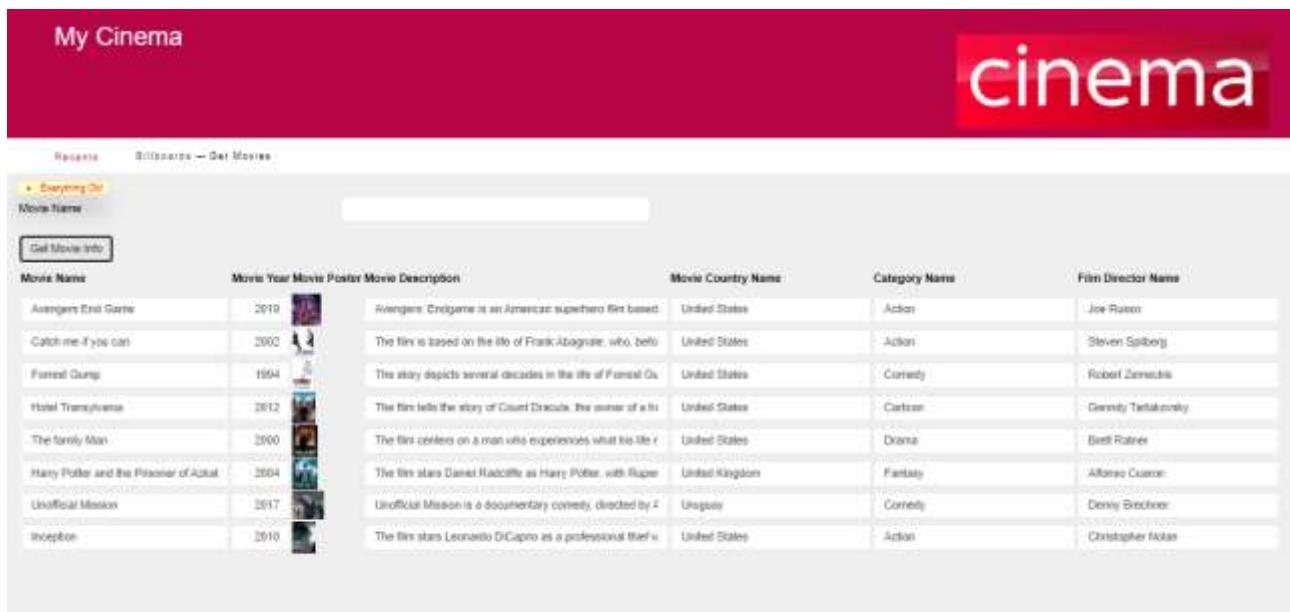 My Cinema
cinema
Recents Billboards — Get Movies
Everything Ok!
Movie Name
Get Movie Info
Movie Name Movie Year Movie Poster Movie Description Movie Country Name Category Name Film Director Name
Avengers End Game 2019 Avengers: Endgame is an American superhero film based United States Action Joe Russo
Catch me if you can 2002 The film is based on the life of Frank Abagnale, who, befo United States Action Steven Spilberg
Forrest Gump 1994 The story depicts several decades in the life of Forrest Gu United States Comedy Robert Zemeckis
Hotel Transylvania 2012 The film tells the story of Count Dracula, the owner of a United States Cartoon Genndy Tartakovsky
The family Man 2000 The film centers on a man who experiences what his life United States Drama Brett Ratner
Harry Potter and the Prisoner of Azkab 2004 The film stars Daniel Radcliffe as Harry Potter, with Ruper United Kingdom Fantasy Alfonso Cuaron
Unofficial Mission 2017 Unofficial Mission is a documentary comedy, directed by Uruguay Comedy Denny Brechner
Inception 2010 The film stars Leonardo DiCaprio as a professional thief United States Action Christopher Nolan